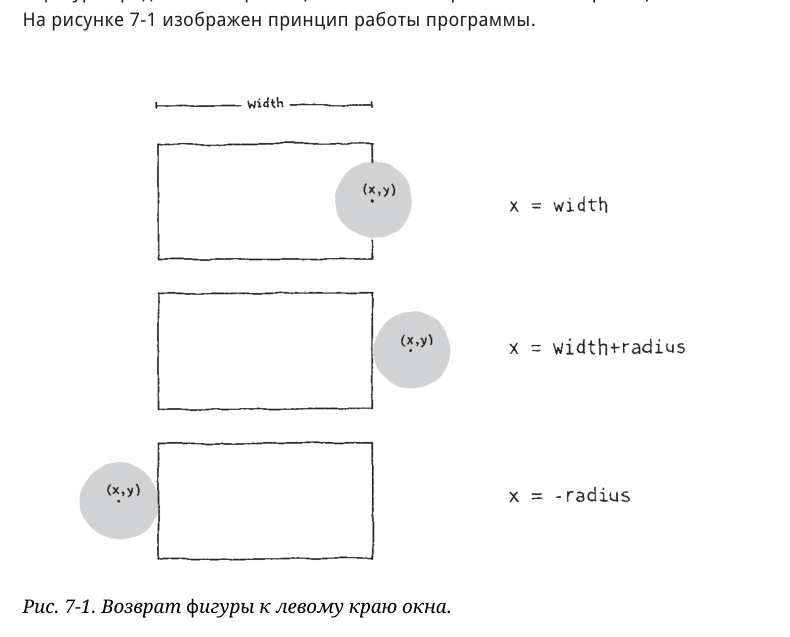 На рисунке 7-1 изображен принцип работы программы.
width
(x,y)
x = width
(x,y)
x = width+radius
(x,y)
x = -radius
Рис. 7-1. Возврат фигуры к левому краю окна.